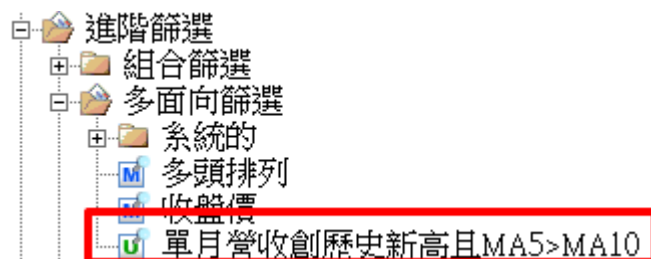 進階篩選
組合篩選
多面向篩選
系統的
多頭排列
收盤價
單月營收創歷史新高且MA5>MA10